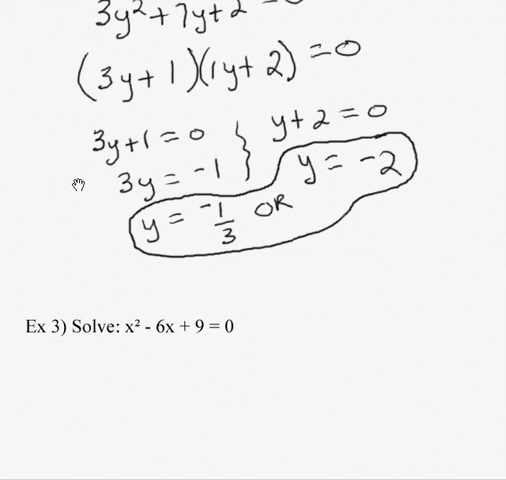 3y²+7y+2 =
(3y+1)(1y+2)=0
3y+1=0 } y+2=0
3y=-1 y=-2
y=-1/3 OR
Ex 3) Solve: x² - 6x + 9 = 0